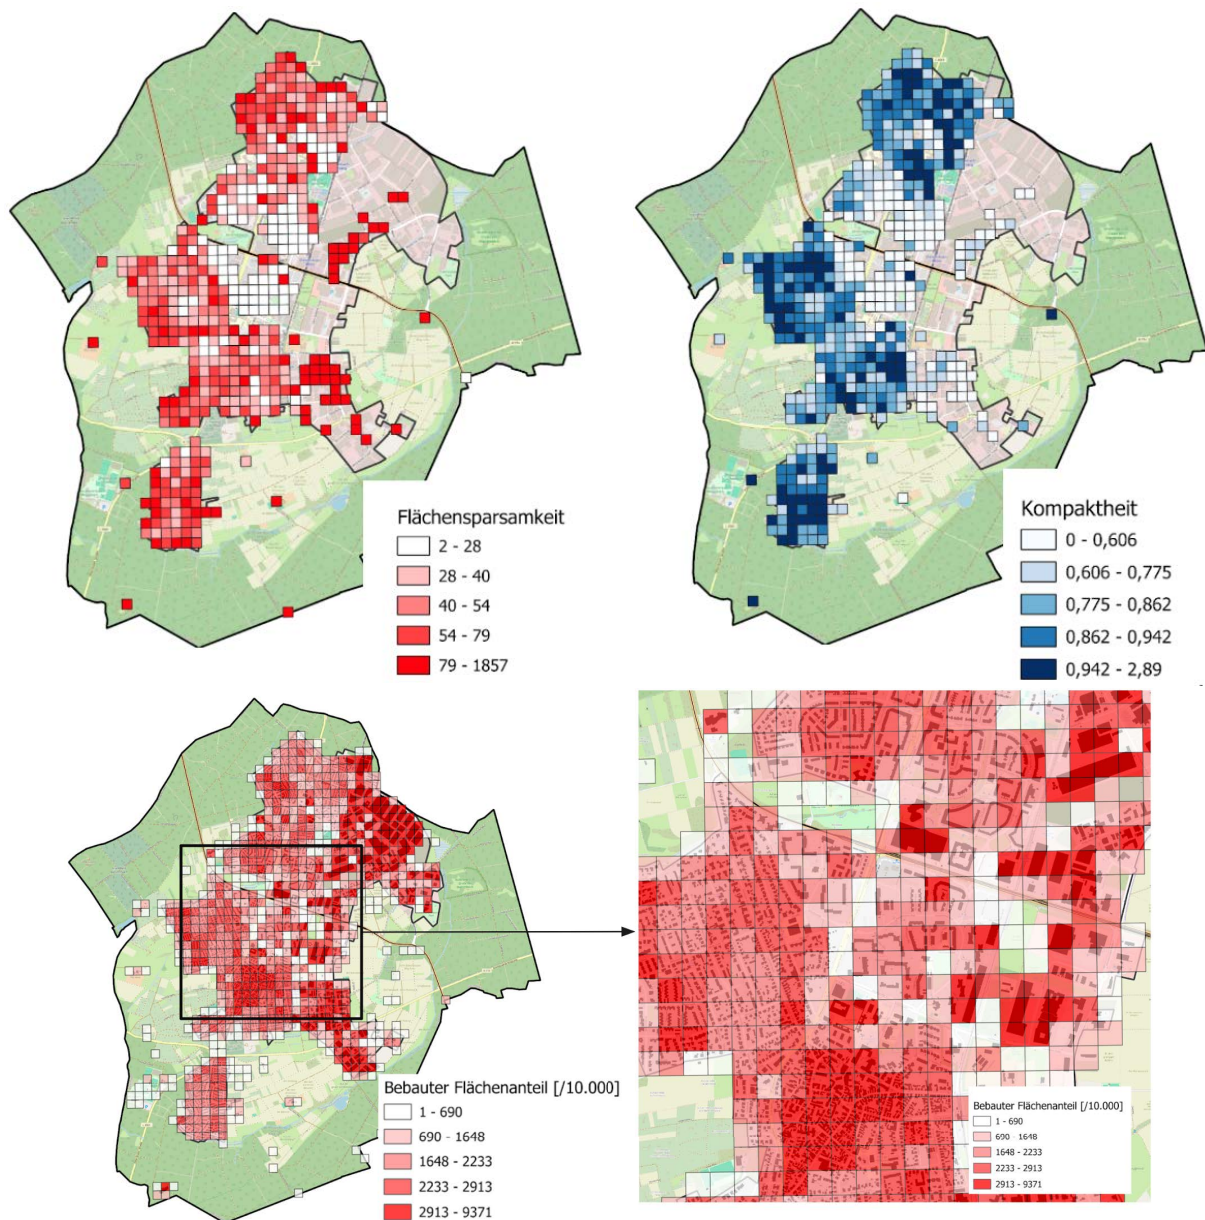 Flächensparsamkeit
2 - 28
28 - 40
40 - 54
54 - 79
79 - 1857
Kompaktheit
0 - 0,606
0,606 - 0,775
0,775 - 0,862
0,862 - 0,942
0,942 - 2,89
Bebauter Flächenanteil [/10.000]
1 - 690
690 - 1648
1648 - 2233
2233 - 2913
2913 - 9371
Bebauter Flächenanteil [/10.000]
1 - 690
690 - 1648
1648 - 2233
2233 - 2913
2913 - 9371